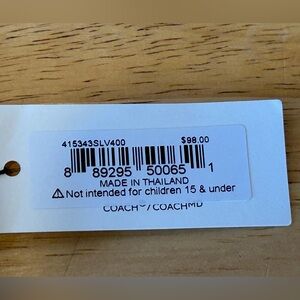 415343SLV400 $98.00
8 89295 50065 1
MADE IN THAILAND
⚠ Not intended for children 15 & under
COACH®/COACHMD